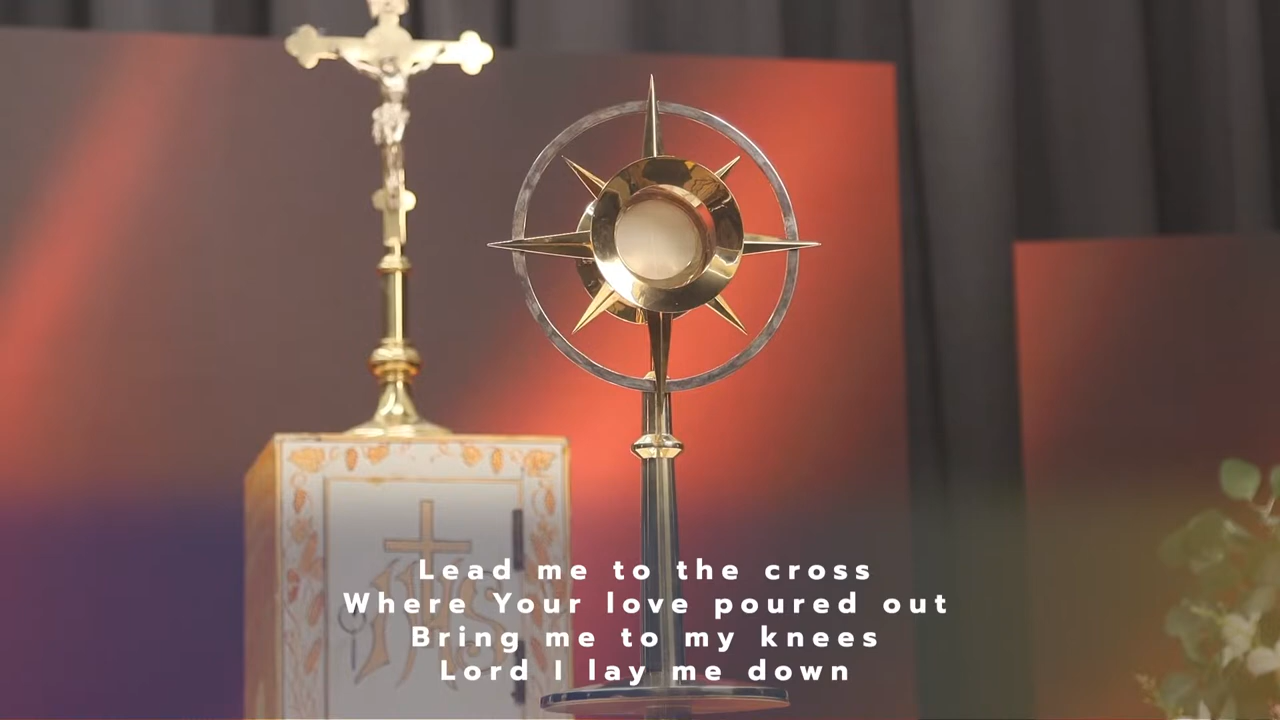 IHS
Lead me to the cross
Where Your love poured out
Bring me to my knees
Lord I lay me down